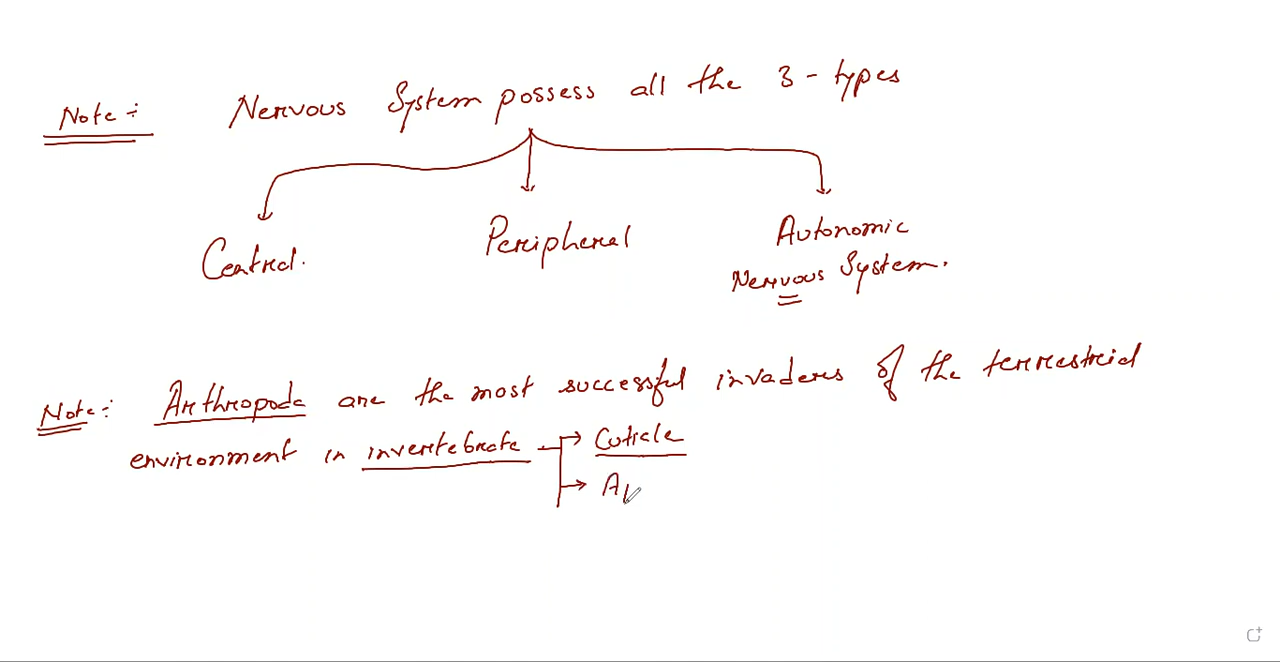 Note :- Nervous System possess all the 3 - types
Central. Peripheral Autonomic
Nervous System.
Note :- Arthropoda are the most successful invaders of the terrestrial
environment in invertebrate → Cuticle
→